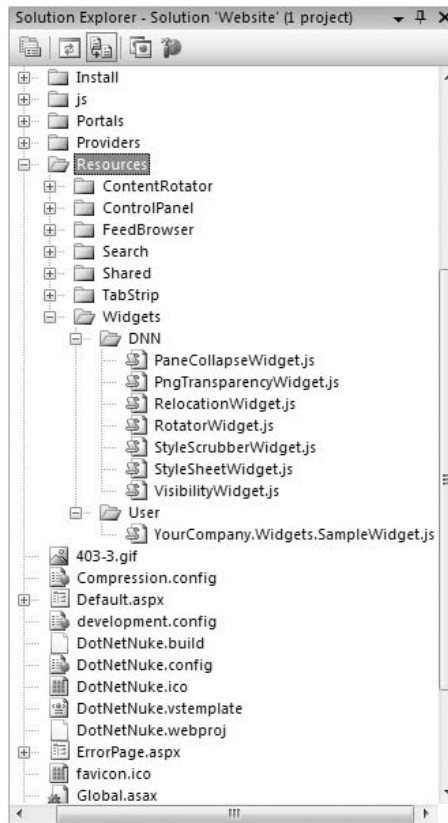 Solution Explorer - Solution 'Website' (1 project)
Install
js
Portals
Providers
Resources
ContentRotator
ControlPanel
FeedBrowser
Search
Shared
TabStrip
Widgets
DNN
PaneCollapseWidget.js
PngTransparencyWidget.js
RelocationWidget.js
RotatorWidget.js
StyleScrubberWidget.js
StyleSheetWidget.js
VisibilityWidget.js
User
YourCompany.Widgets.SampleWidget.js
403-3.gif
Compression.config
Default.aspx
development.config
DotNetNuke.build
DotNetNuke.config
DotNetNuke.ico
DotNetNuke.vstemplate
DotNetNuke.webproj
ErrorPage.aspx
favicon.ico
Global.asax